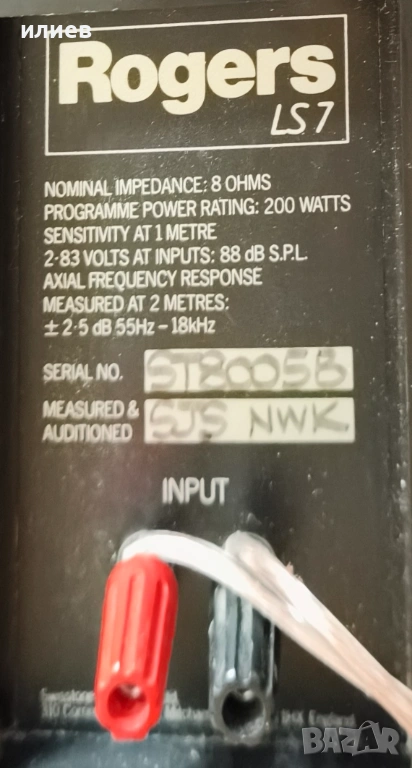 илиев
Rogers
LS7
NOMINAL IMPEDANCE: 8 OHMS
PROGRAMME POWER RATING: 200 WATTS
SENSITIVITY AT 1 METRE
2·83 VOLTS AT INPUTS: 88 dB S.P.L.
AXIAL FREQUENCY RESPONSE
MEASURED AT 2 METRES:
± 2·5 dB 55Hz – 18kHz
SERIAL NO. ST8005B
MEASURED & AUDITIONED SJS NWK
INPUT
England
BAZAR